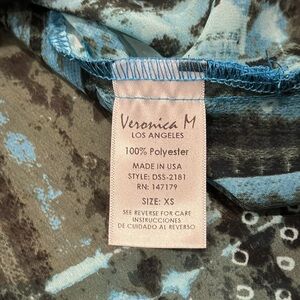 Veronica M
LOS ANGELES
100% Polyester
MADE IN USA
STYLE: DSS-2181
RN: 147179
SIZE: XS
SEE REVERSE FOR CARE
INSTRUCCIONES
DE CUIDADO AL REVERSO